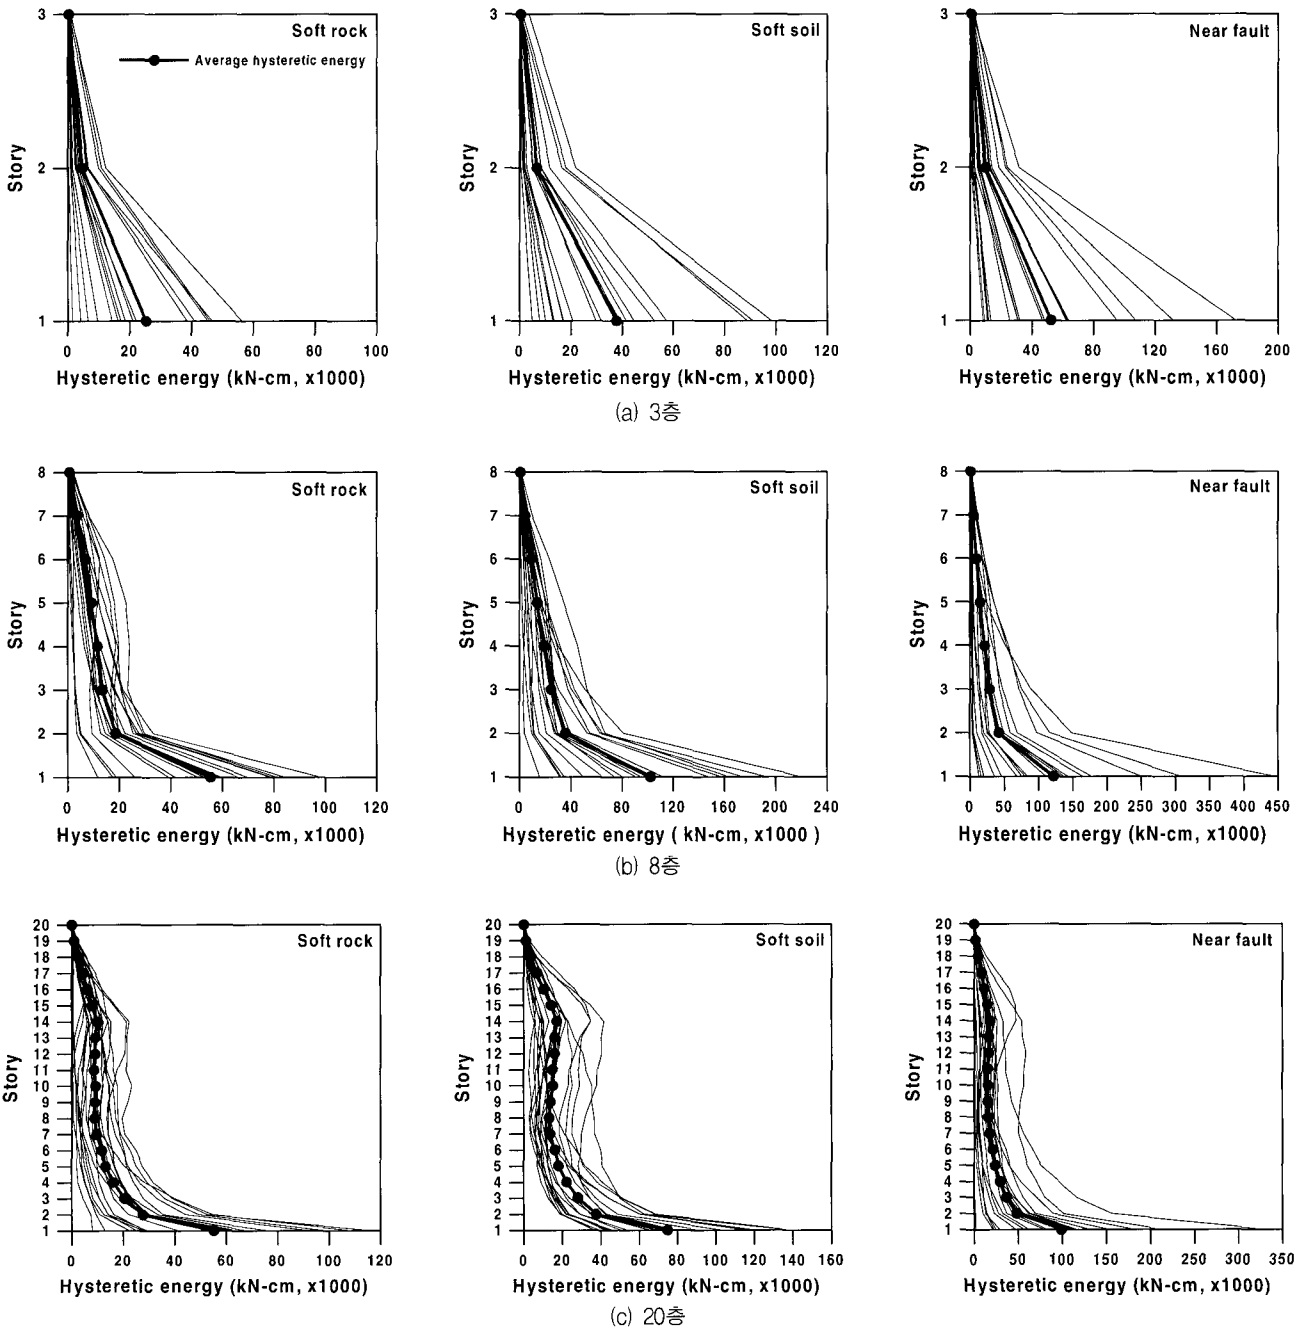 3
Soft rock
Average hysteretic energy
2
Story
1
0 20 40 60 80 100
Hysteretic energy (kN-cm, x1000)
3
Soft soil
2
Story
1
0 20 40 60 80 100 120
Hysteretic energy (kN-cm, x1000)
3
Near fault
2
Story
1
0 40 80 120 160 200
Hysteretic energy (kN-cm, x1000)
(a) 3층
8
Soft rock
7
6
5
Story
4
3
2
1
0 20 40 60 80 100 120
Hysteretic energy (kN-cm, x1000)
8
Soft soil
7
6
5
Story
4
3
2
1
0 40 80 120 160 200 240
Hysteretic energy ( kN-cm, x1000 )
8
Near fault
7
6
5
Story
4
3
2
1
0 50 100 150 200 250 300 350 400 450
Hysteretic energy (kN-cm, x1000)
(b) 8층
20
Soft rock
19
18
17
16
15
14
13
12
11
Story
10
9
8
7
6
5
4
3
2
1
0 20 40 60 80 100 120
Hysteretic energy (kN-cm, x1000)
20
Soft soil
19
18
17
16
15
14
13
12
11
Story
10
9
8
7
6
5
4
3
2
1
0 20 40 60 80 100 120 140 160
Hysteretic energy (kN-cm, x1000)
20
Near fault
19
18
17
16
15
14
13
12
11
Story
10
9
8
7
6
5
4
3
2
1
0 50 100 150 200 250 300 350
Hysteretic energy (kN-cm, x1000)
(c) 20층